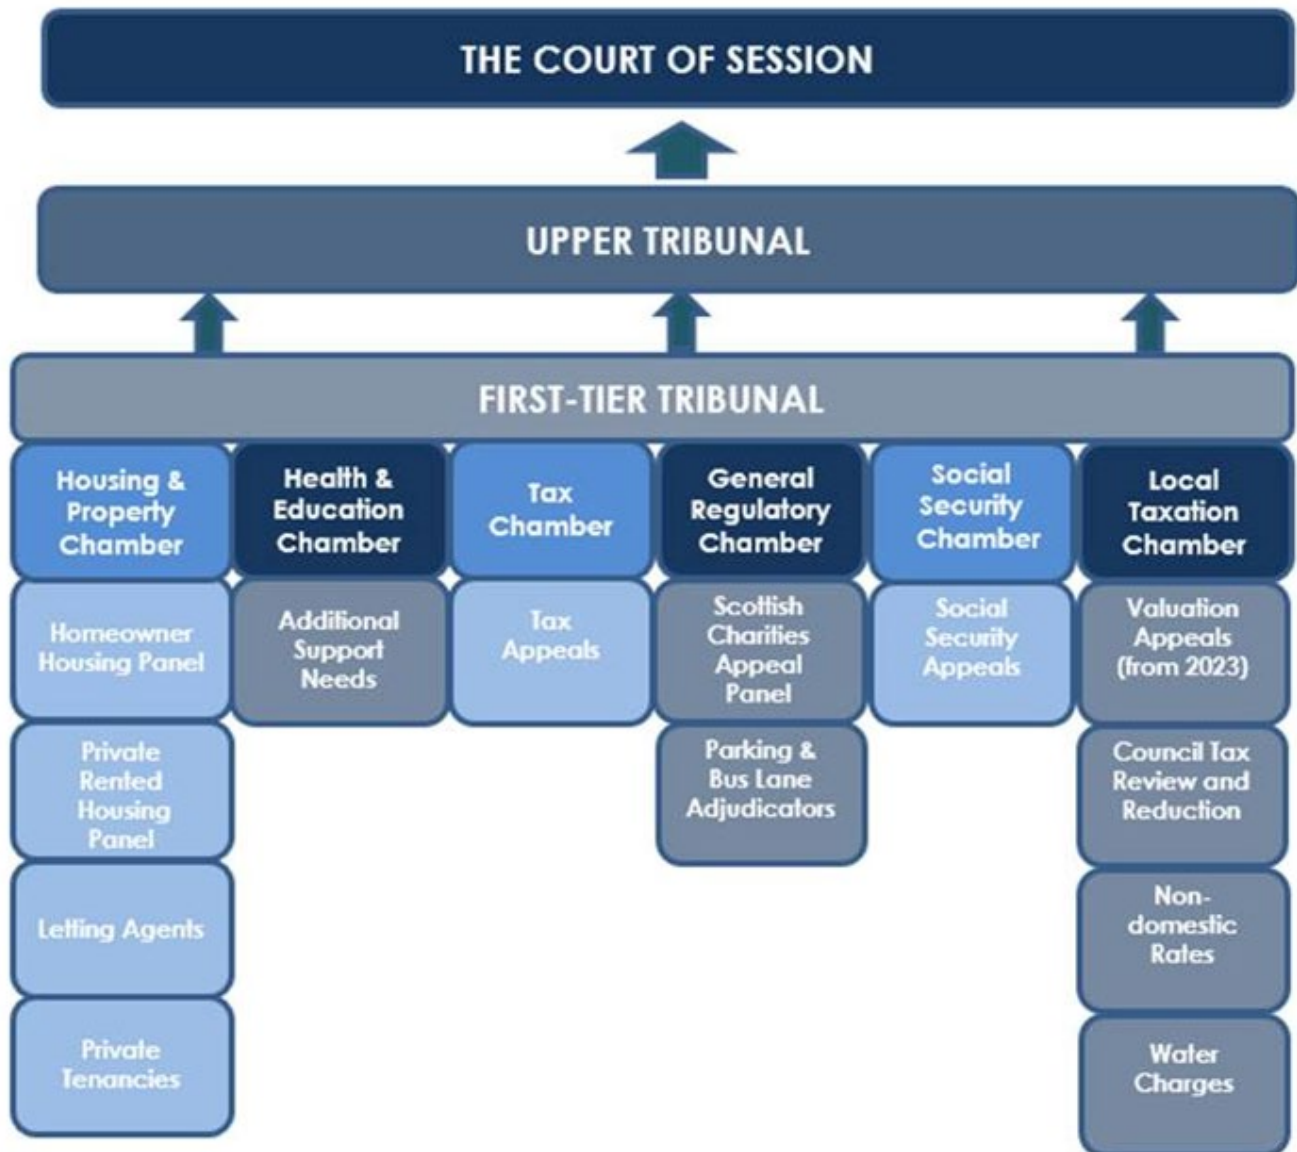 THE COURT OF SESSION
UPPER TRIBUNAL
FIRST-TIER TRIBUNAL
Housing &
Property
Chamber
Health &
Education
Chamber
Tax
Chamber
General
Regulatory
Chamber
Social
Security
Chamber
Local
Taxation
Chamber
Homeowner
Housing Panel
Additional
Support
Needs
Tax
Appeals
Scottish
Charities
Appeal
Panel
Social
Security
Appeals
Valuation
Appeals
(from 2023)
Private
Rented
Housing
Panel
Parking &
Bus Lane
Adjudicators
Council Tax
Review and
Reduction
Letting Agents
Non-
domestic
Rates
Private
Tenancies
Water
Charges